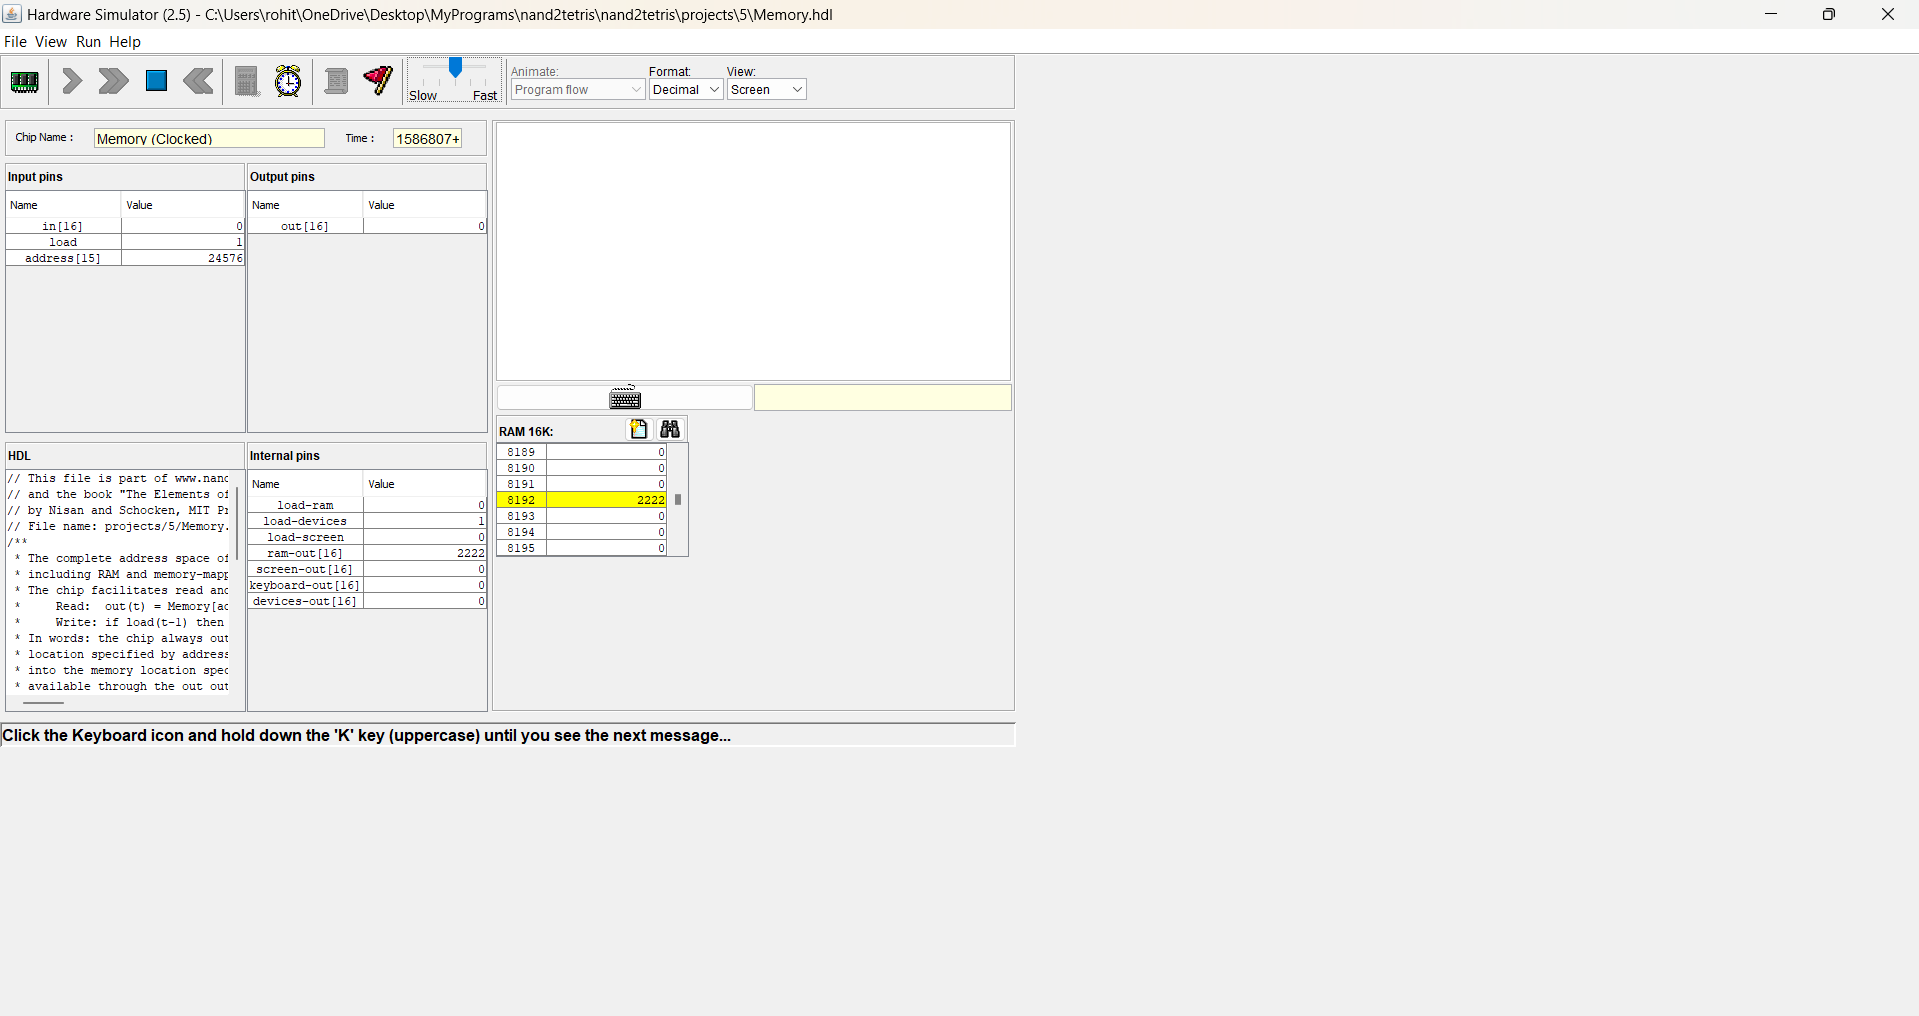 Hardware Simulator (2.5) - C:\Users\rohit\OneDrive\Desktop\MyPrograms\nand2tetris\nand2tetris\projects\5\Memory.hdl
File View Run Help
Slow Fast
Animate:
Program flow
Format:
Decimal
View:
Screen
Chip Name :
Memory (Clocked)
Time :
1586807+
Input pins
Name Value
in[16] 0
load 1
address[15] 24576
Output pins
Name Value
out[16] 0
HDL
// This file is part of www.nand
// and the book "The Elements of
// by Nisan and Schocken, MIT Pr
// File name: projects/5/Memory.
/**
* The complete address space of
* including RAM and memory-mapp
* The chip facilitates read and
* Read: out(t) = Memory[ad
* Write: if load(t-1) then
* In words: the chip always out
* location specified by address
* into the memory location spec
* available through the out out
Internal pins
Name Value
load-ram 0
load-devices 1
load-screen 0
ram-out[16] 2222
screen-out[16] 0
keyboard-out[16] 0
devices-out[16] 0
RAM 16K:
8189 0
8190 0
8191 0
8192 2222
8193 0
8194 0
8195 0
Click the Keyboard icon and hold down the 'K' key (uppercase) until you see the next message...